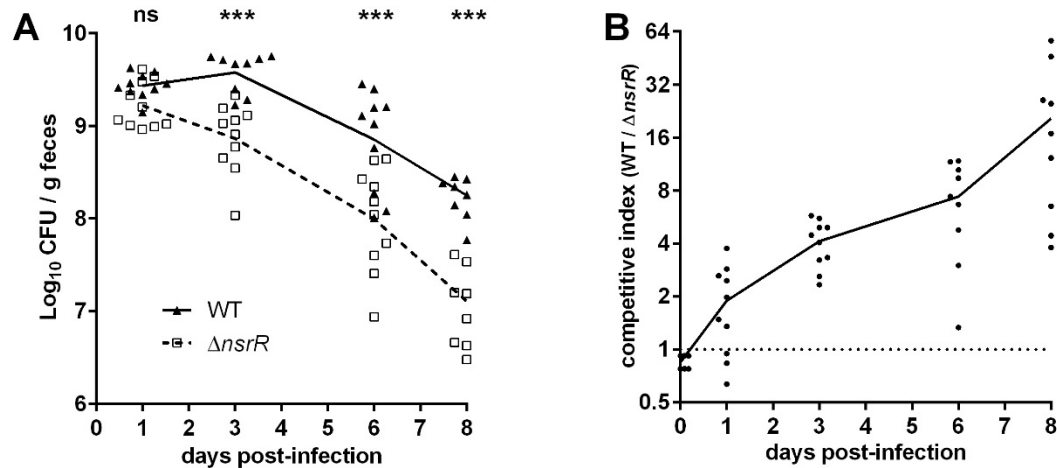 A
ns
***
***
***
Log10 CFU / g feces
10
9
8
7
6
WT
ΔnsrR
0 1 2 3 4 5 6 7 8
days post-infection
B
competitive index (WT / ΔnsrR)
64
32
16
8
4
2
1
0.5
0 1 2 3 4 5 6 7 8
days post-infection